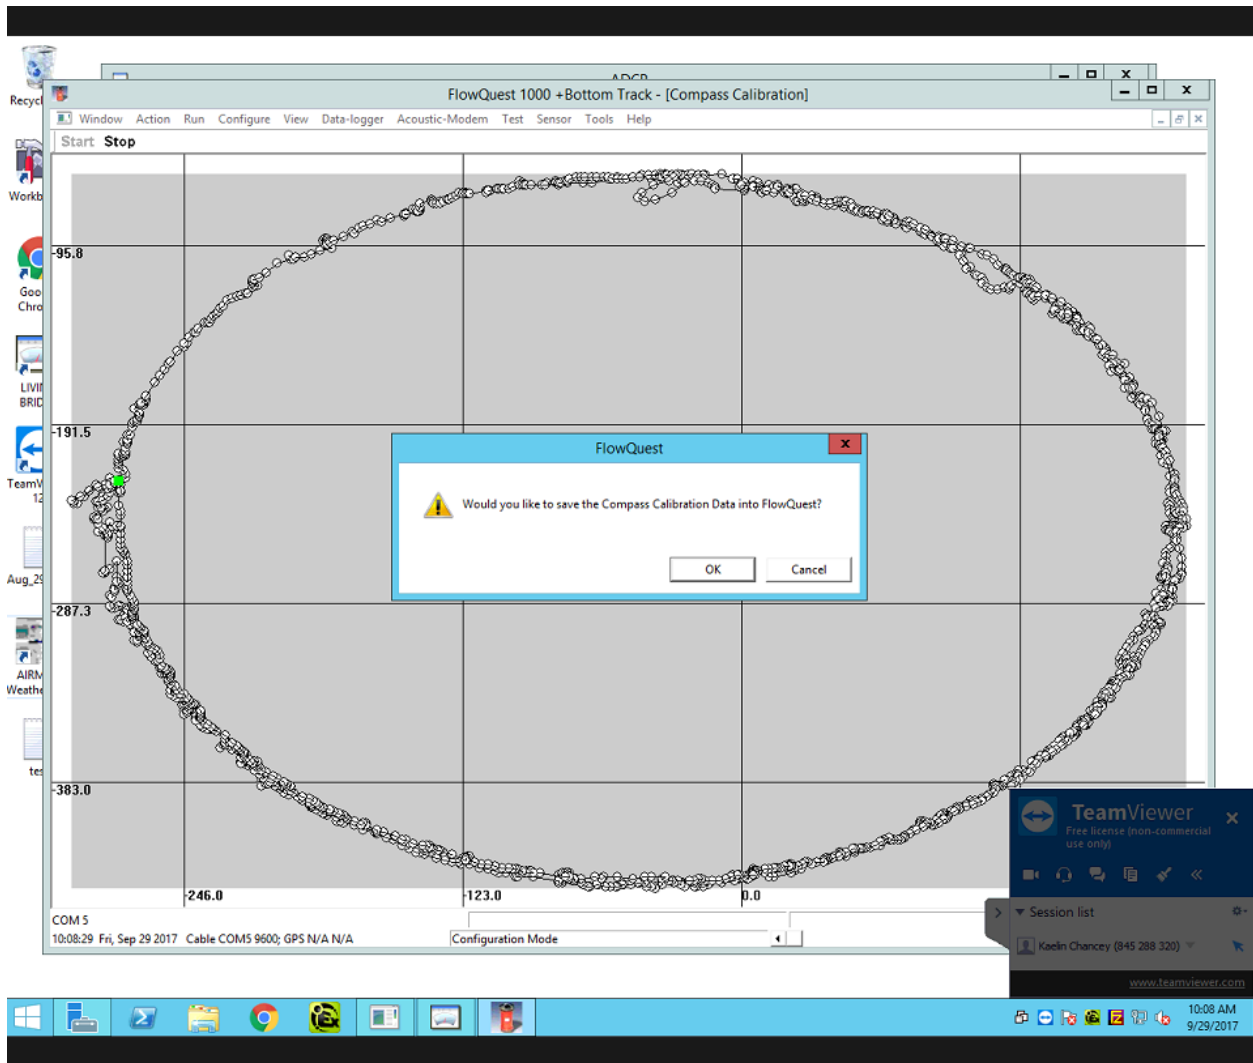 ADCP
Recycl
FlowQuest 1000 +Bottom Track - [Compass Calibration]
Window Action Run Configure View Data-logger Acoustic-Modem Test Sensor Tools Help
Start Stop
Workb
-95.8
Goo
Chro
LIVIN
BRID
-191.5
FlowQuest
TeamV
12
Would you like to save the Compass Calibration Data into FlowQuest?
OK Cancel
Aug_29
-287.3
AIRM
Weathe
tes
-383.0
TeamViewer
Free license (non-commercial
use only)
-246.0 -123.0 0.0
COM 5
Session list
10:08:29 Fri, Sep 29 2017 Cable COM5 9600; GPS N/A N/A Configuration Mode
Kaelin Chancey (845 288 320)
www.teamviewer.com
10:08 AM
9/29/2017